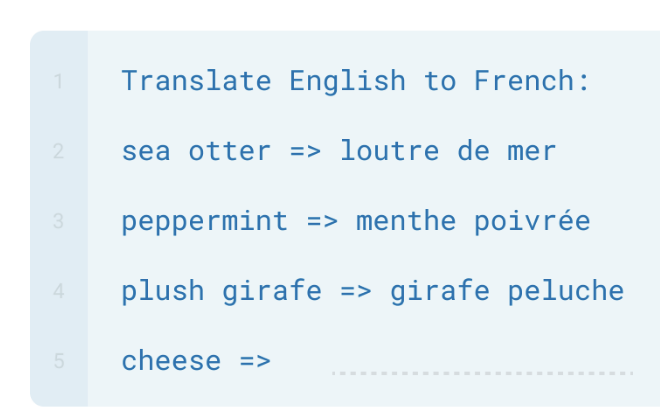 1 Translate English to French:
2 sea otter => loutre de mer
3 peppermint => menthe poivrée
4 plush girafe => girafe peluche
5 cheese =>